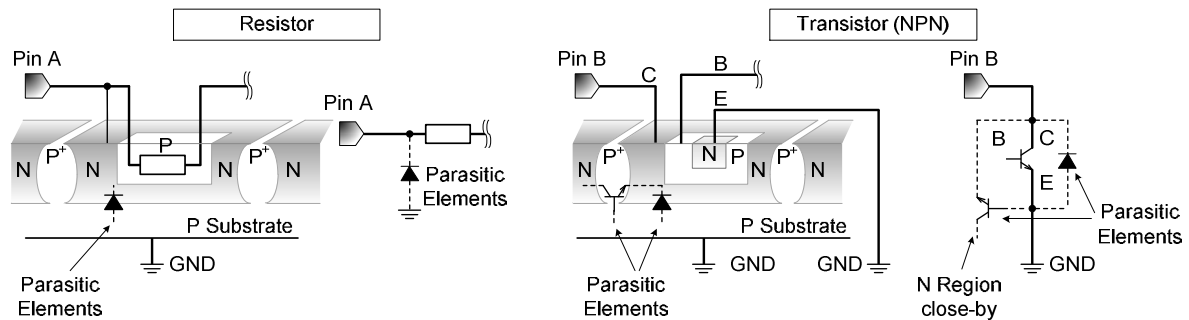 Resistor
Transistor (NPN)
Pin A
Pin A
N
P+
N
P
N
P+
N
Parasitic
Elements
P Substrate
GND
Parasitic
Elements
Pin B
C
B
E
N
P+
N
N
P
N
P+
N
P Substrate
GND
GND
Parasitic
Elements
Pin B
B
C
E
Parasitic
Elements
GND
N Region
close-by